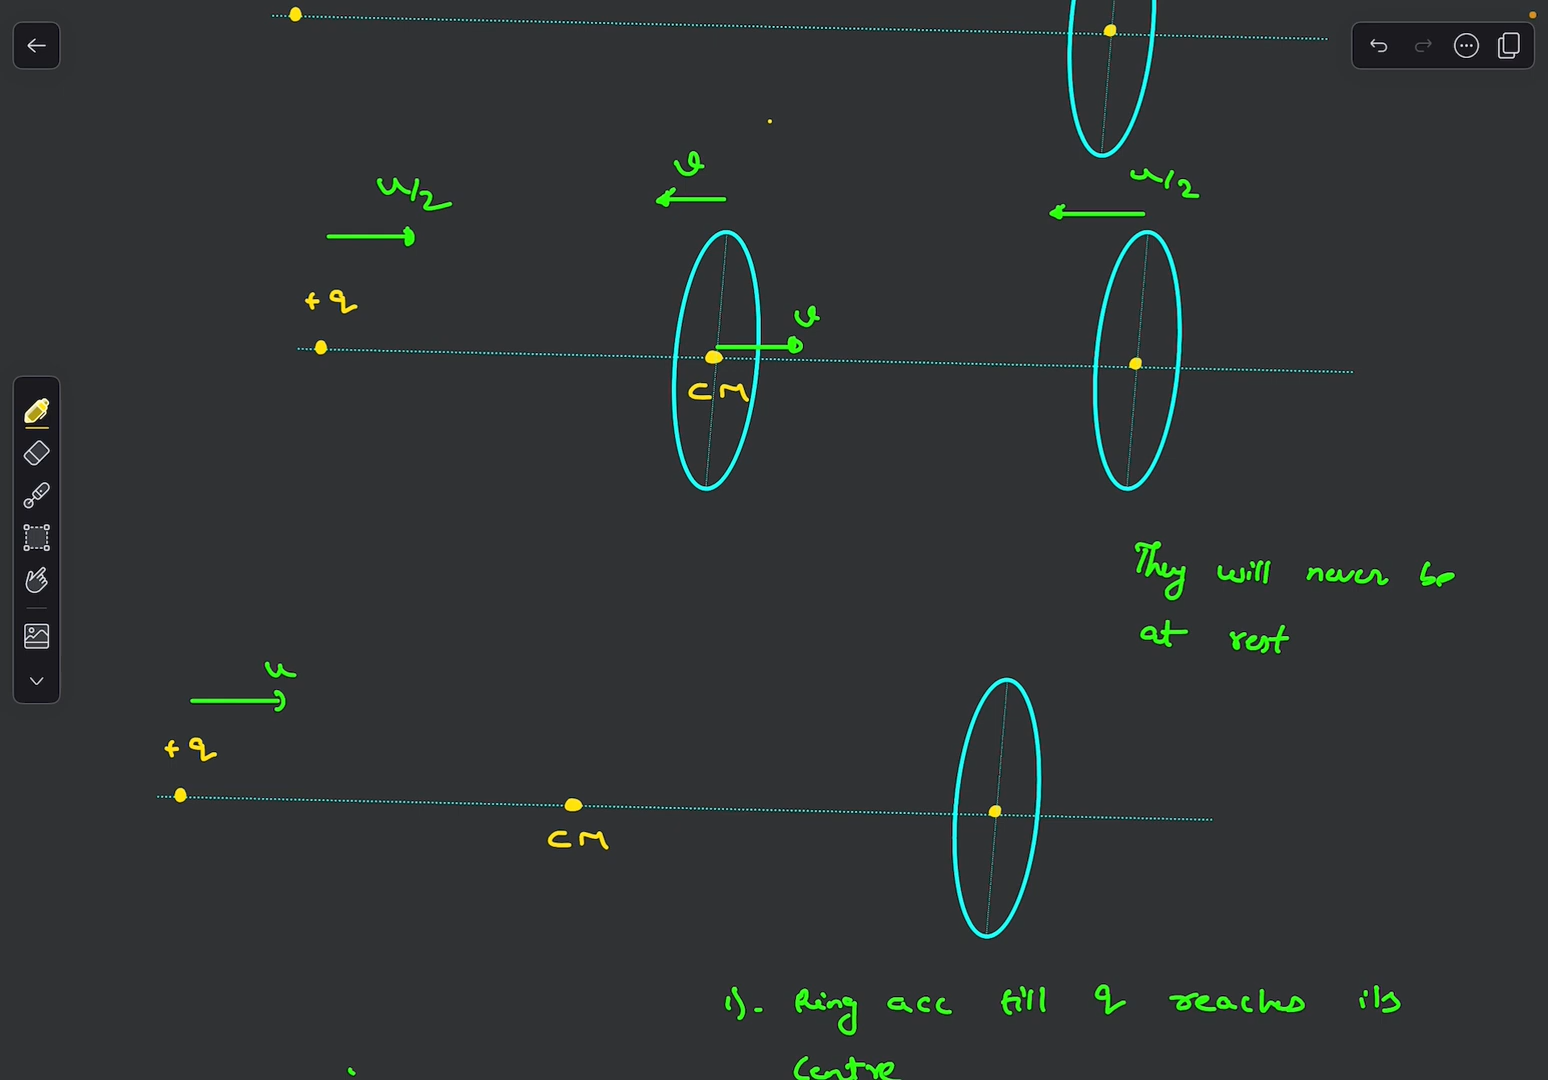 v
u/2
u/2
+q
v
CM
They will never be
at rest
u
+q
CM
1). Ring acc till q reaches its
Centre